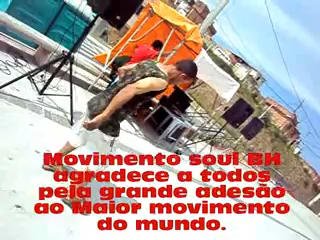 Movimento soul BH
agradece a todos
pela grande adesão
ao Maior movimento
do mundo.